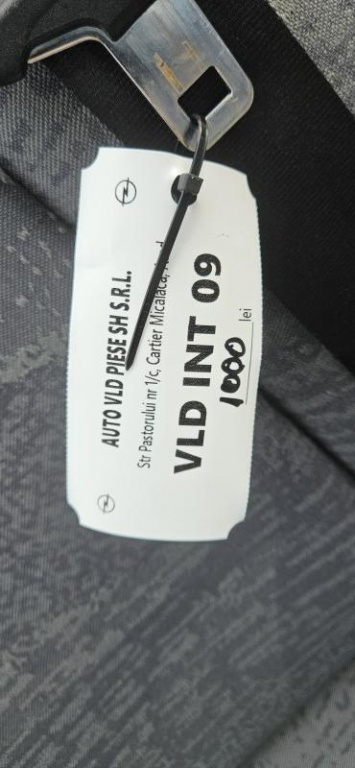 AUTO VLD PIESE SH S.R.L.
Str Pastorului nr 1/c, Cartier Micalaca,
VLD INT 09
1000 lei